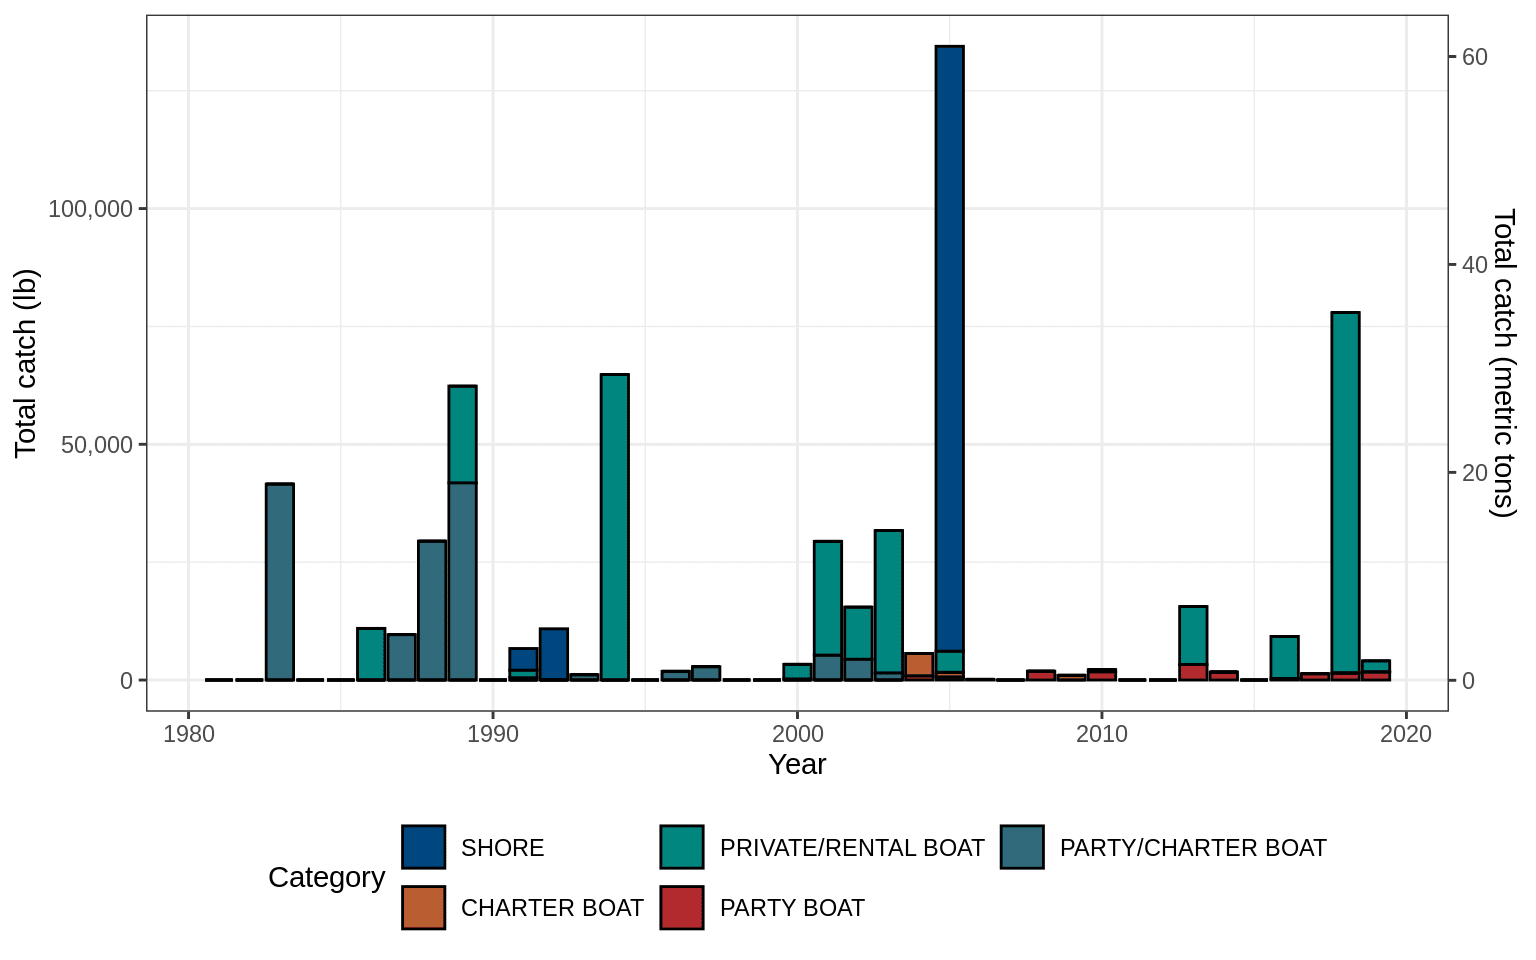 Total catch (lb)
100,000
50,000
0
60
40
20
0
Total catch (metric tons)
1980 1990 2000 2010 2020
Year
Category
SHORE PRIVATE/RENTAL BOAT PARTY/CHARTER BOAT
CHARTER BOAT PARTY BOAT